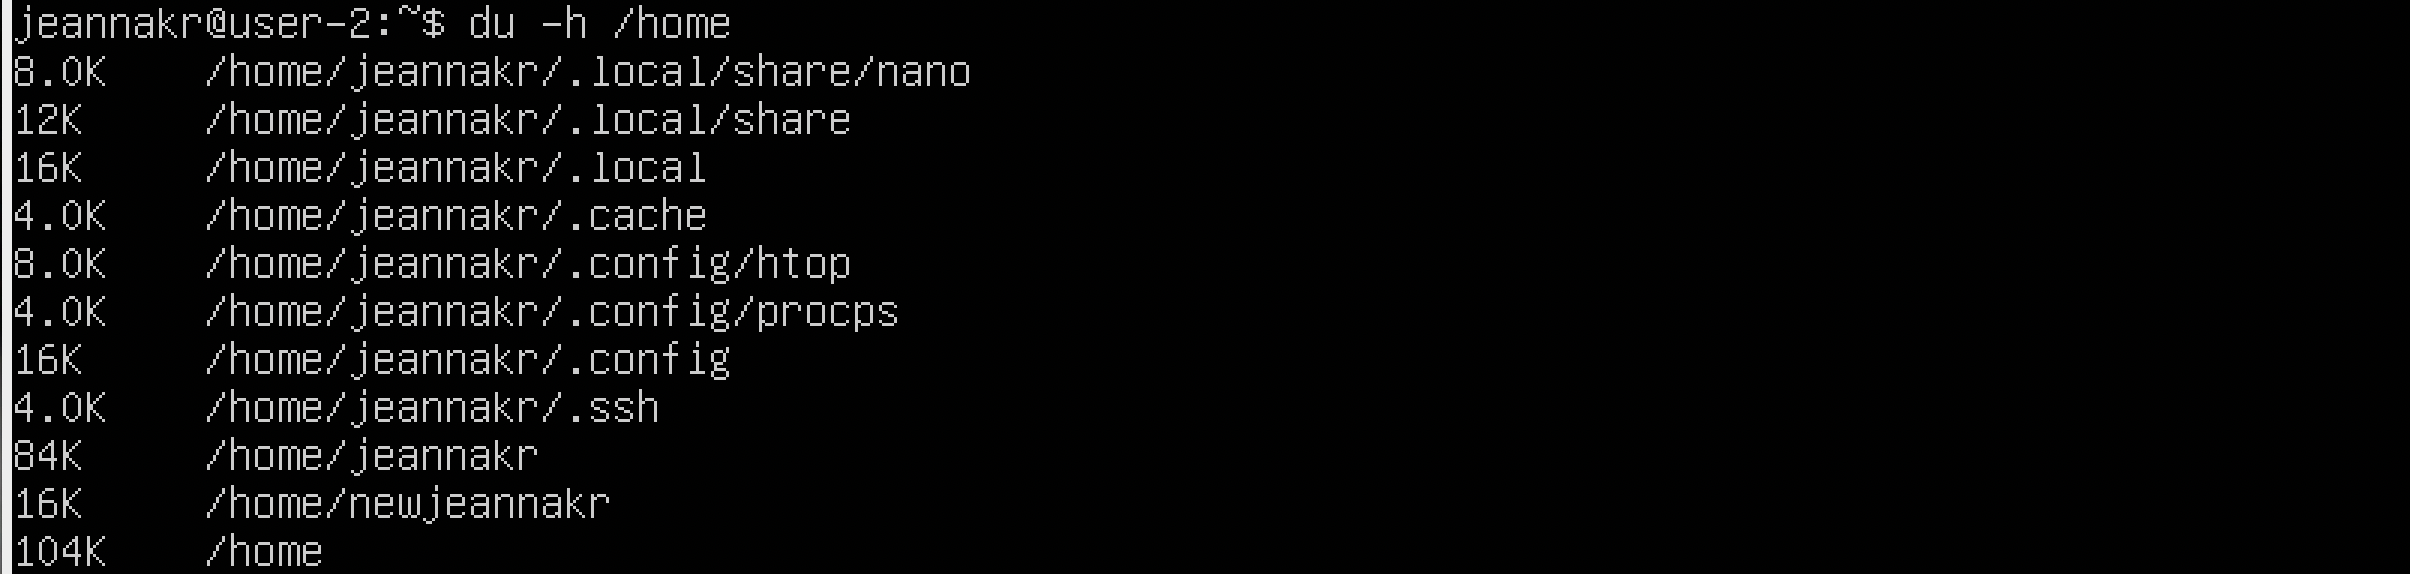 jeannakr@user-2:~$ du -h /home
8.0K    /home/jeannakr/.local/share/nano
12K     /home/jeannakr/.local/share
16K     /home/jeannakr/.local
4.0K    /home/jeannakr/.cache
8.0K    /home/jeannakr/.config/htop
4.0K    /home/jeannakr/.config/procps
16K     /home/jeannakr/.config
4.0K    /home/jeannakr/.ssh
84K     /home/jeannakr
16K     /home/newjeannakr
104K    /home